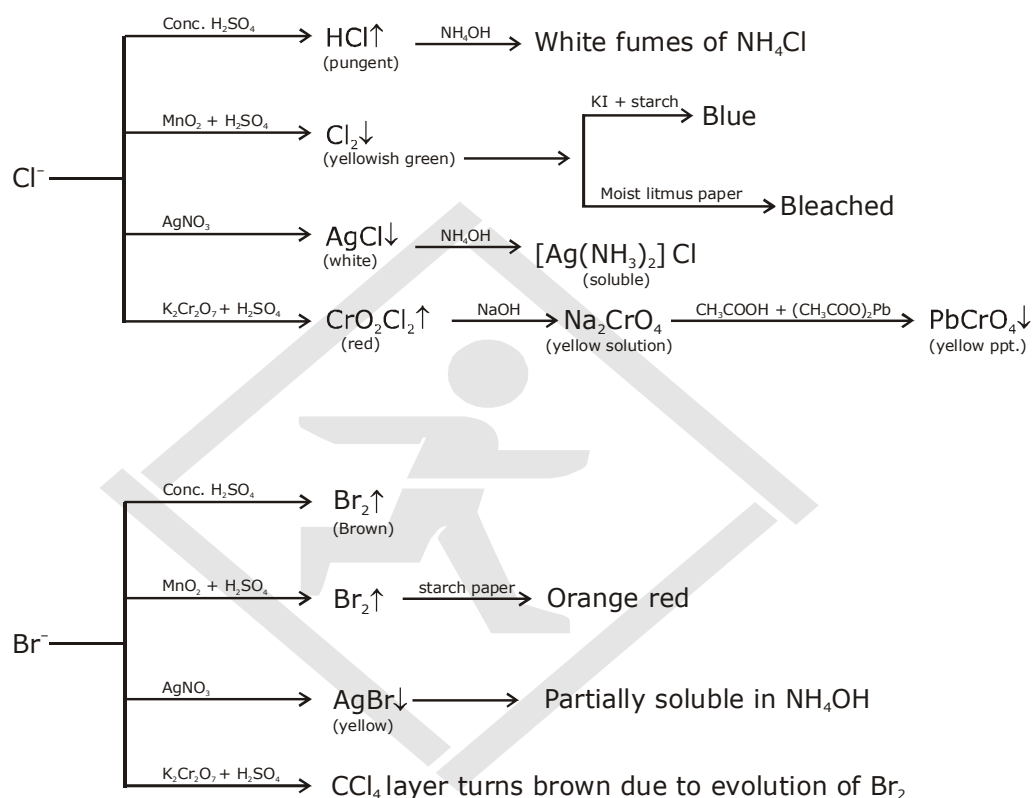 Conc. H₂SO₄
HCl↑
(pungent)
NH₄OH
White fumes of NH₄Cl
MnO₂ + H₂SO₄
Cl₂↓
(yellowish green)
KI + starch
Blue
Moist litmus paper
Bleached
Cl⁻
AgNO₃
AgCl↓
(white)
NH₄OH
[Ag(NH₃)₂] Cl
(soluble)
K₂Cr₂O₇ + H₂SO₄
CrO₂Cl₂↑
(red)
NaOH
Na₂CrO₄
(yellow solution)
CH₃COOH + (CH₃COO)₂Pb
PbCrO₄↓
(yellow ppt.)
Conc. H₂SO₄
Br₂↑
(Brown)
MnO₂ + H₂SO₄
Br₂↑
starch paper
Orange red
Br⁻
AgNO₃
AgBr↓
(yellow)
Partially soluble in NH₄OH
K₂Cr₂O₇ + H₂SO₄
CCl₄ layer turns brown due to evolution of Br₂